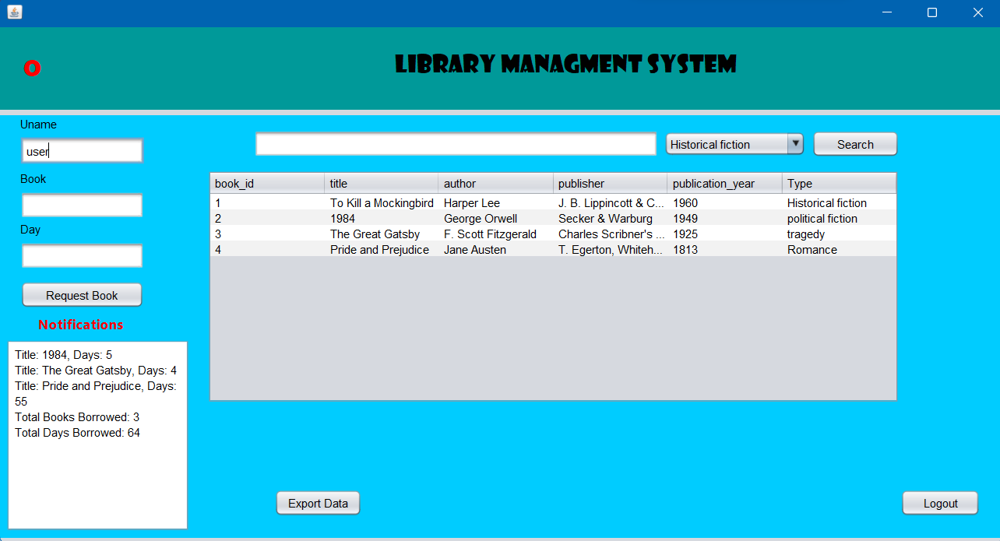 O
LIBRARY MANAGMENT SYSTEM
Uname
user
Book
Day
Request Book
Notifications
Title: 1984, Days: 5
Title: The Great Gatsby, Days: 4
Title: Pride and Prejudice, Days:
55
Total Books Borrowed: 3
Total Days Borrowed: 64
Historical fiction Search
book_id title author publisher publication_year Type
1 To Kill a Mockingbird Harper Lee J. B. Lippincott & C... 1960 Historical fiction
2 1984 George Orwell Secker & Warburg 1949 political fiction
3 The Great Gatsby F. Scott Fitzgerald Charles Scribner's ... 1925 tragedy
4 Pride and Prejudice Jane Austen T. Egerton, Whiteh... 1813 Romance
Export Data
Logout